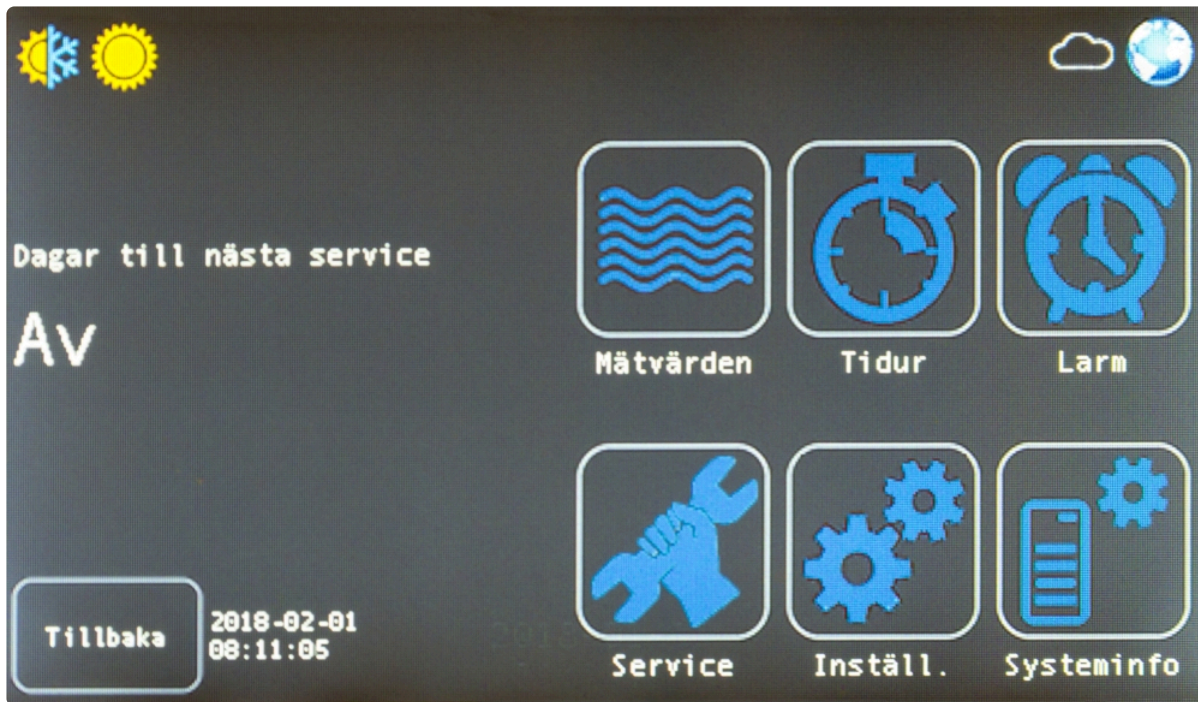 Dagar till nästa service
Av
Mätvärden
Tidur
Larm
Service
Inställ.
Systeminfo
Tillbaka
2018-02-01
08:11:05